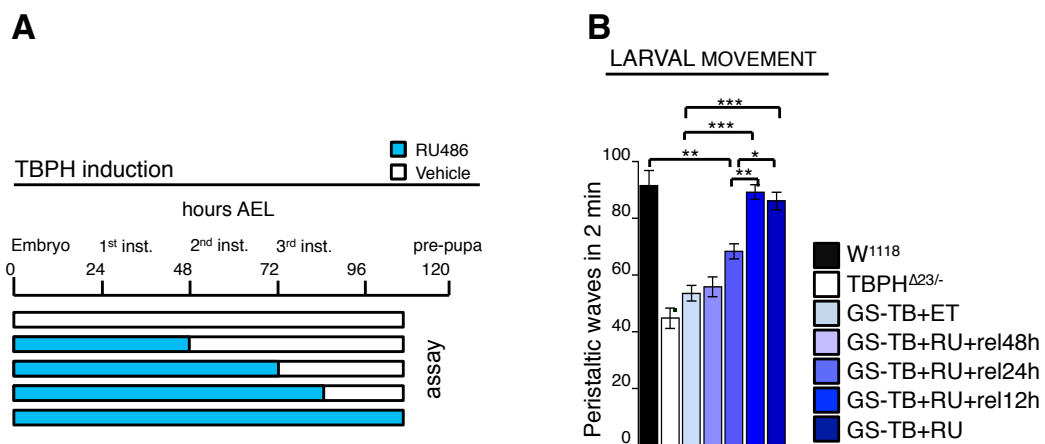 A
TBPH induction
RU486
Vehicle
hours AEL
Embryo 1st inst. 2nd inst. 3rd inst. pre-pupa
0 24 48 72 96 120
assay
B
LARVAL MOVEMENT
***
***
** *
**
Peristaltic waves in 2 min
100
80
60
40
20
0
W1118
TBPHΔ23/-
GS-TB+ET
GS-TB+RU+rel48h
GS-TB+RU+rel24h
GS-TB+RU+rel12h
GS-TB+RU